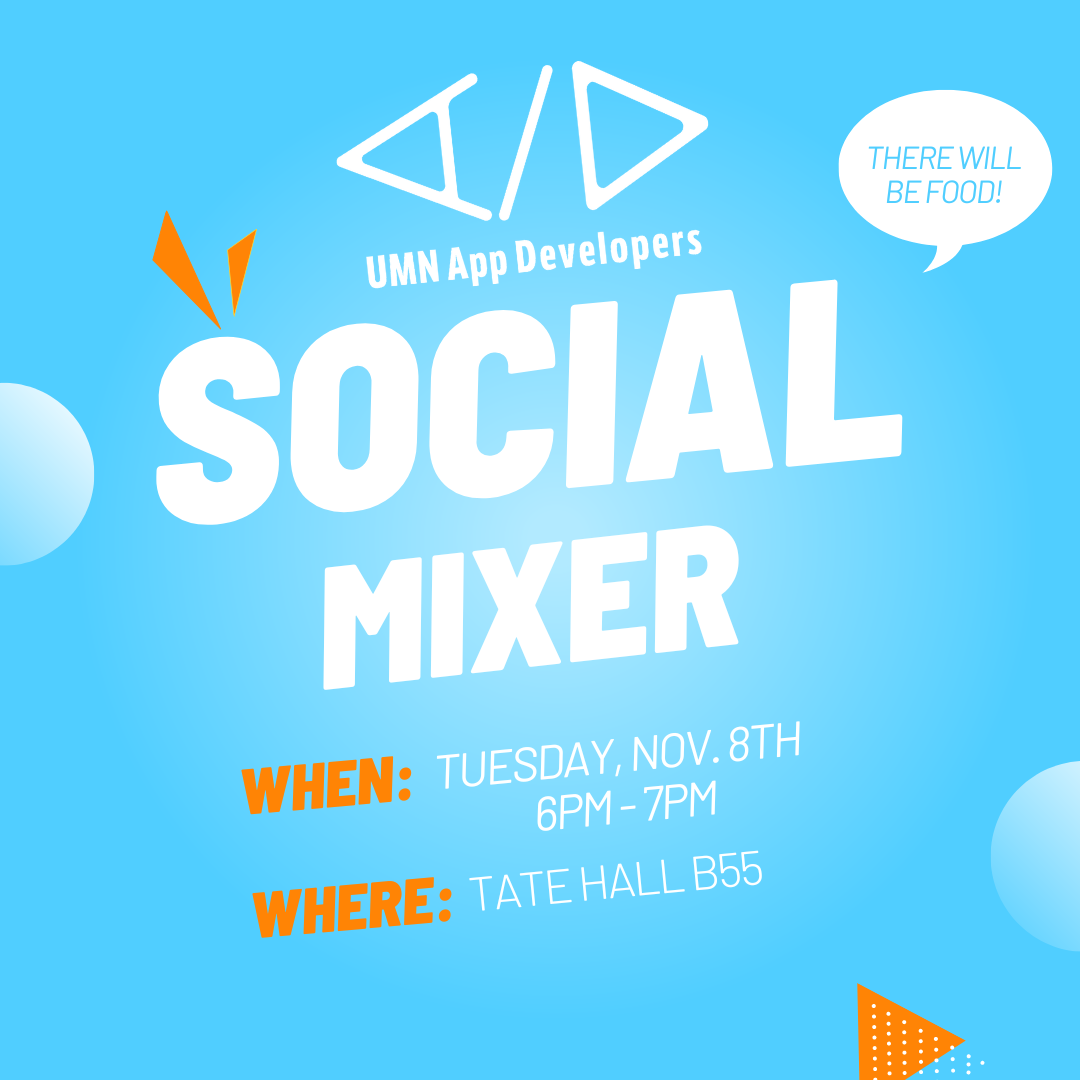 A/D
UMN App Developers
THERE WILL
BE FOOD!
SOCIAL
MIXER
WHEN: TUESDAY, NOV. 8TH
6PM - 7PM
WHERE: TATE HALL B55